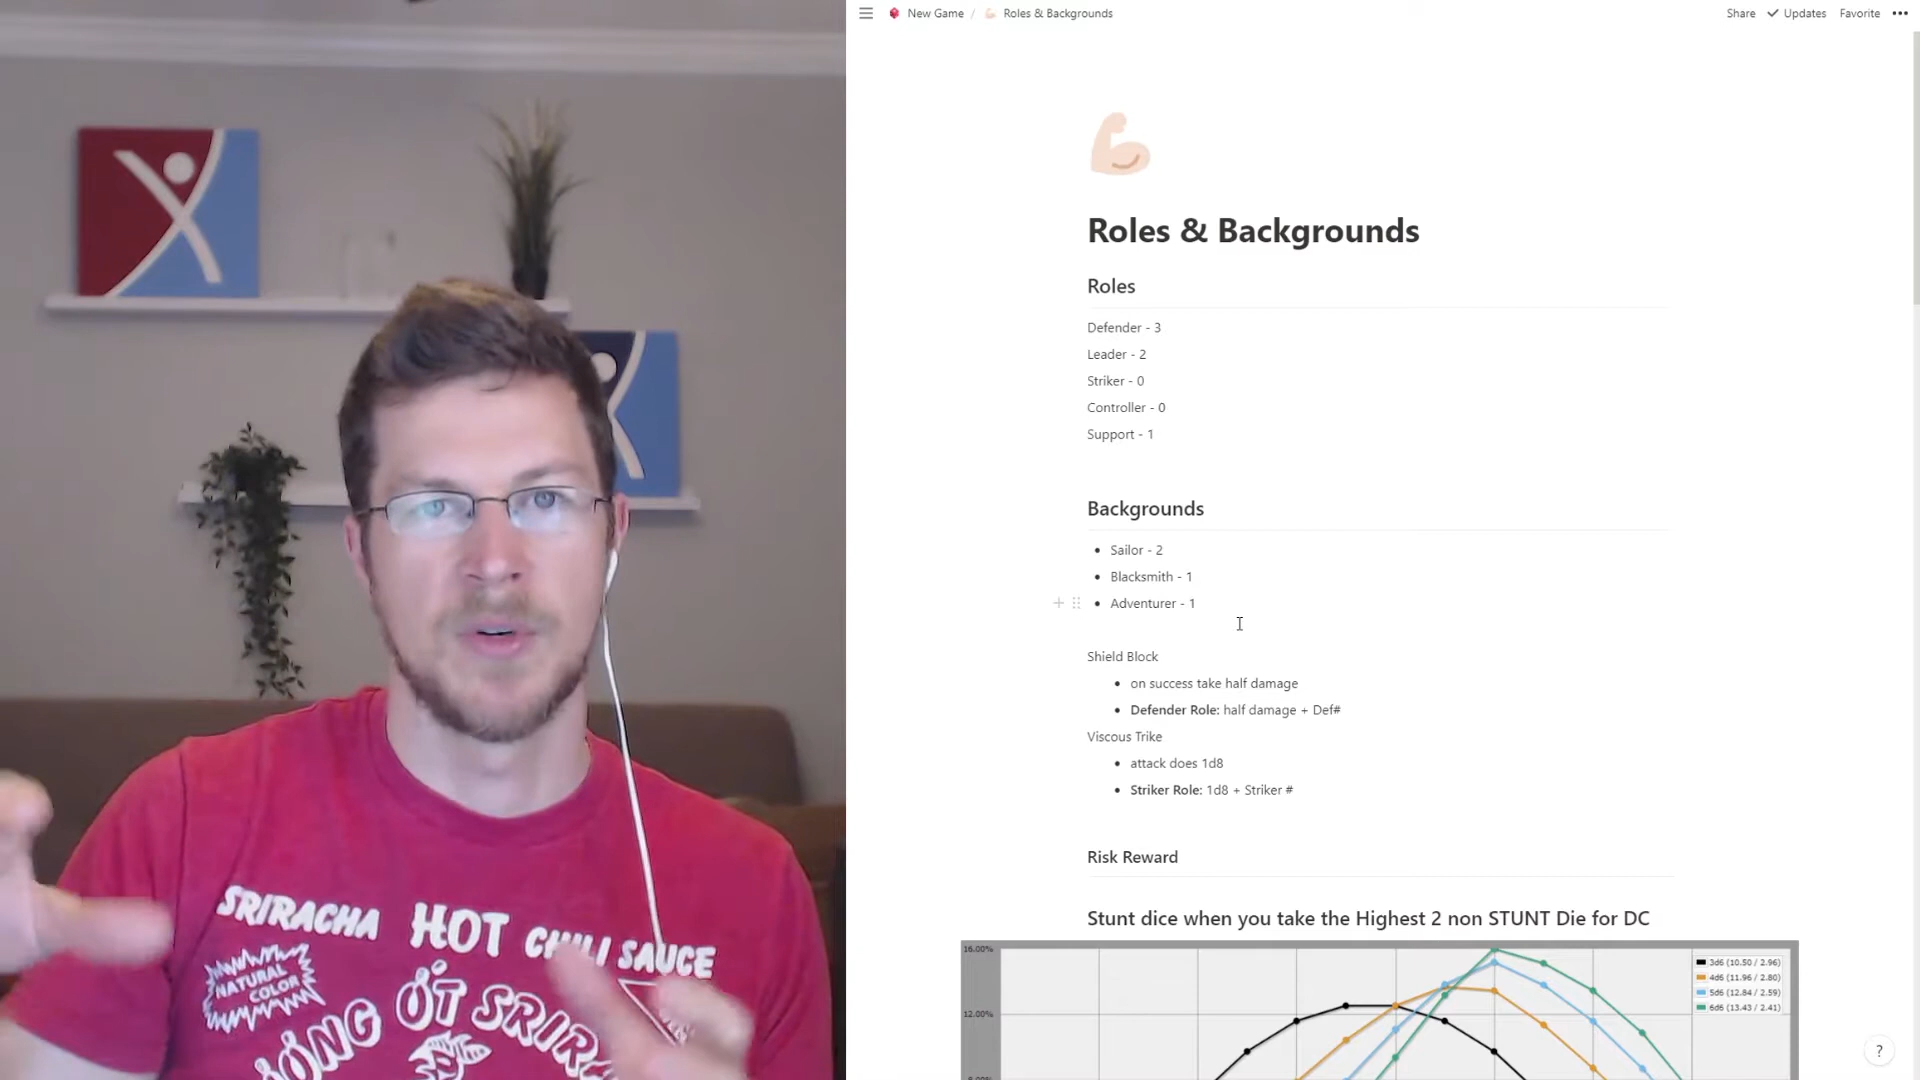 New Game / Roles & Backgrounds
Share Updates Favorite
Roles & Backgrounds
Roles
Defender - 3
Leader - 2
Striker - 0
Controller - 0
Support - 1
Backgrounds
Sailor - 2
Blacksmith - 1
Adventurer - 1
Shield Block
on success take half damage
Defender Role: half damage + Def#
Viscous Trike
attack does 1d8
Striker Role: 1d8 + Striker #
Risk Reward
Stunt dice when you take the Highest 2 non STUNT Die for DC
16.00%
12.00%
3d6 (10.50 / 2.96)
4d6 (11.96 / 2.80)
5d6 (12.84 / 2.59)
6d6 (13.43 / 2.41)
?
SRIRACHA HOT CHILI SAUCE
NATURAL
COLOR
ỚT SRIR